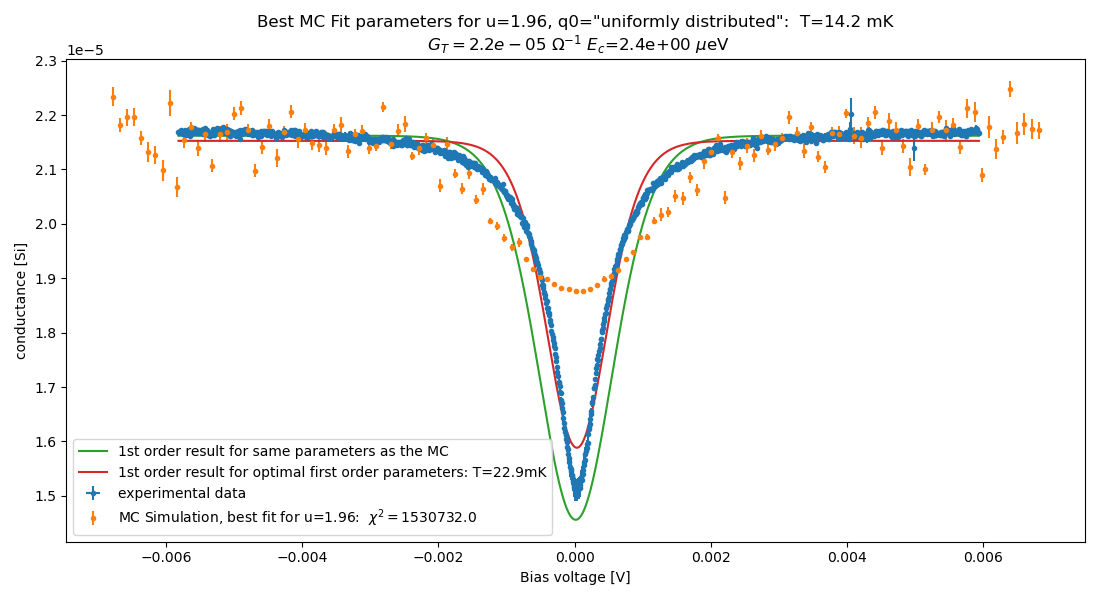 Best MC Fit parameters for u=1.96, q0="uniformly distributed":  T=14.2 mK
$G_T = 2.2e-05\ \Omega^{-1}\ E_c$=2.4e+00 $\mu$eV
1e−5
2.3
2.2
2.1
2.0
1.9
1.8
1.7
1.6
1.5
conductance [Si]
1st order result for same parameters as the MC
1st order result for optimal first order parameters: T=22.9mK
experimental data
MC Simulation, best fit for u=1.96:  $\chi^2 = 1530732.0$
−0.006 −0.004 −0.002 0.000 0.002 0.004 0.006
Bias voltage [V]